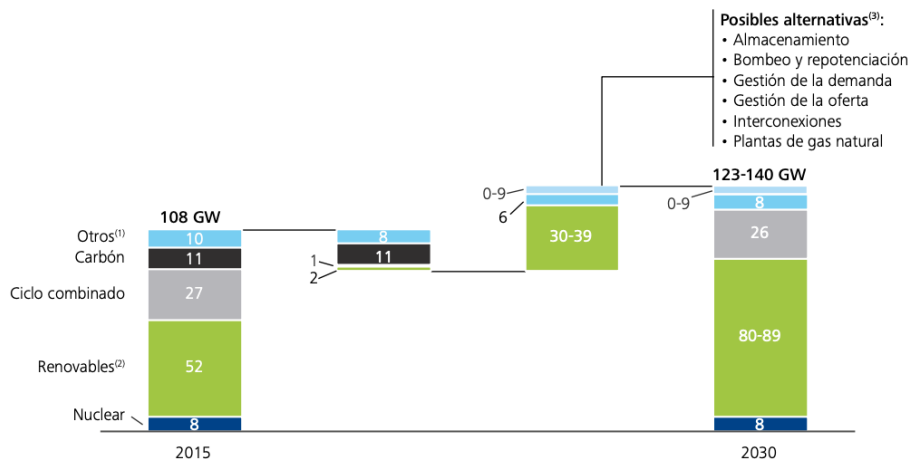 Posibles alternativas(3):
• Almacenamiento
• Bombeo y repotenciación
• Gestión de la demanda
• Gestión de la oferta
• Interconexiones
• Plantas de gas natural
108 GW
Otros(1)
10
Carbón
11
Ciclo combinado
27
Renovables(2)
52
Nuclear
8
8
11
1
2
0-9
6
30-39
123-140 GW
0-9
8
26
80-89
8
2015
2030